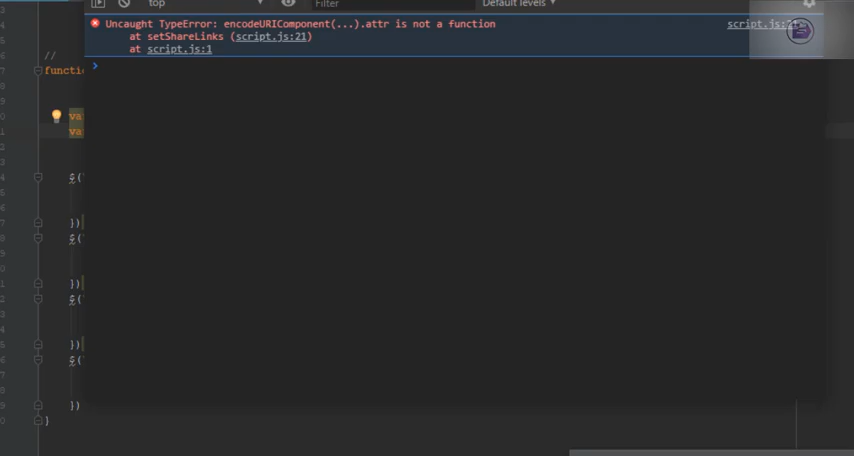 top ▾ Filter Default levels ▾
Uncaught TypeError: encodeURIComponent(...).attr is not a function script.js:21
at setShareLinks (script.js:21)
at script.js:1
>
//
functi
va
va
$(
})
$(
})
$(
})
$(
})
}